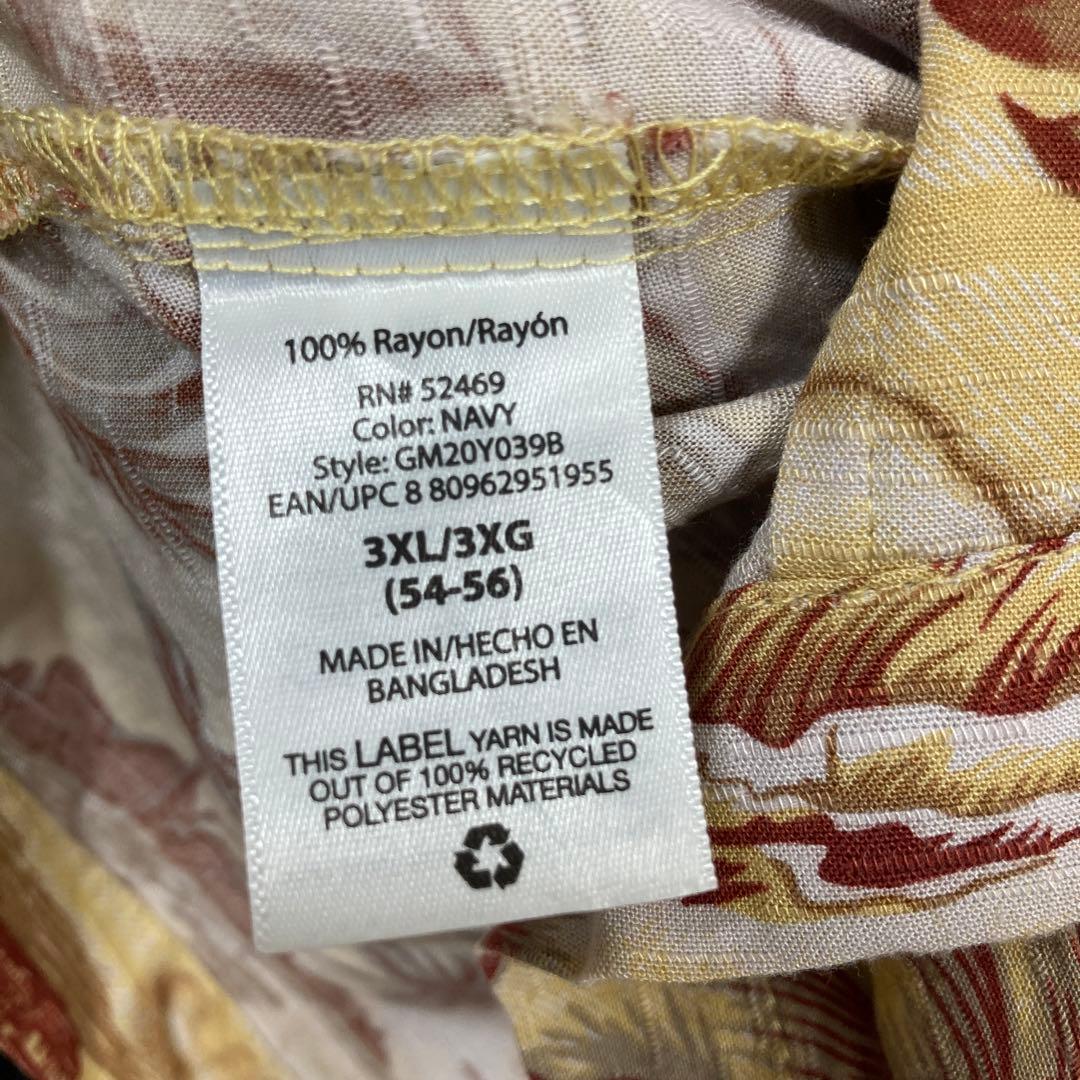 100% Rayon/Rayón
RN# 52469
Color: NAVY
Style: GM20Y039B
EAN/UPC 8 80962951955
3XL/3XG
(54-56)
MADE IN/HECHO EN
BANGLADESH
THIS LABEL YARN IS MADE
OUT OF 100% RECYCLED
POLYESTER MATERIALS